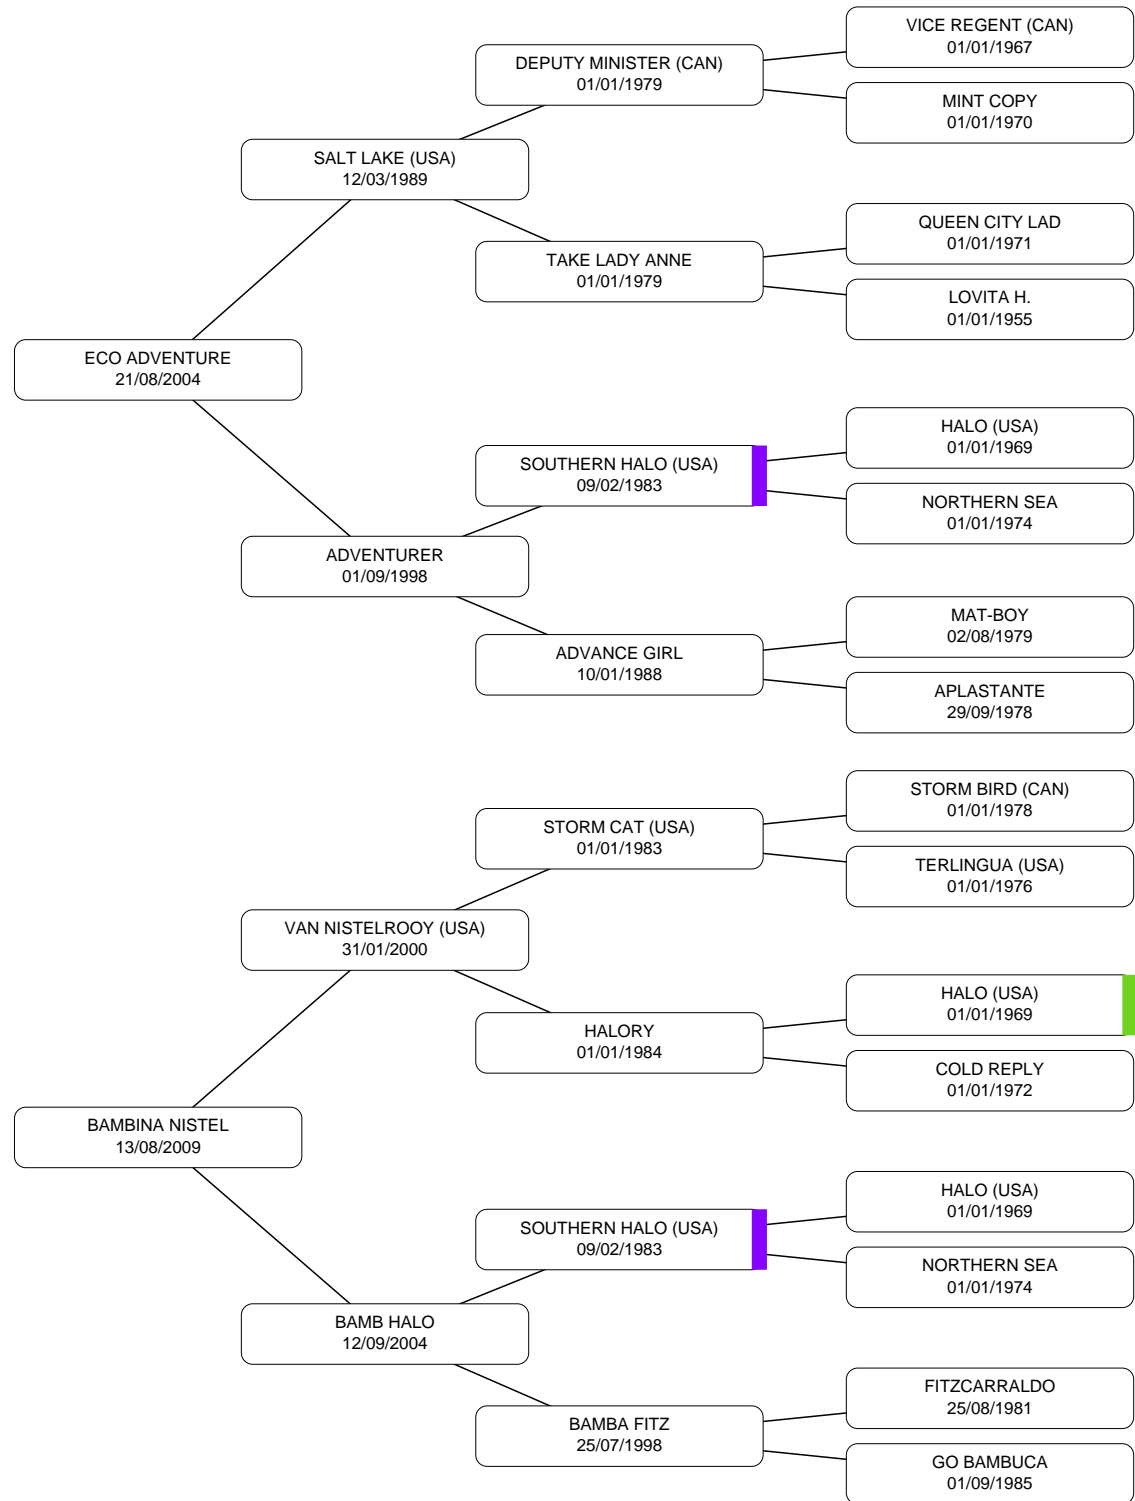 VICE REGENT (CAN)
01/01/1967
DEPUTY MINISTER (CAN)
01/01/1979
MINT COPY
01/01/1970
SALT LAKE (USA)
12/03/1989
QUEEN CITY LAD
01/01/1971
TAKE LADY ANNE
01/01/1979
LOVITA H.
01/01/1955
ECO ADVENTURE
21/08/2004
HALO (USA)
01/01/1969
SOUTHERN HALO (USA)
09/02/1983
NORTHERN SEA
01/01/1974
ADVENTURER
01/09/1998
MAT-BOY
02/08/1979
ADVANCE GIRL
10/01/1988
APLASTANTE
29/09/1978
STORM BIRD (CAN)
01/01/1978
STORM CAT (USA)
01/01/1983
TERLINGUA (USA)
01/01/1976
VAN NISTELROOY (USA)
31/01/2000
HALO (USA)
01/01/1969
HALORY
01/01/1984
COLD REPLY
01/01/1972
BAMBINA NISTEL
13/08/2009
HALO (USA)
01/01/1969
SOUTHERN HALO (USA)
09/02/1983
NORTHERN SEA
01/01/1974
BAMB HALO
12/09/2004
FITZCARRALDO
25/08/1981
BAMBA FITZ
25/07/1998
GO BAMBUCA
01/09/1985